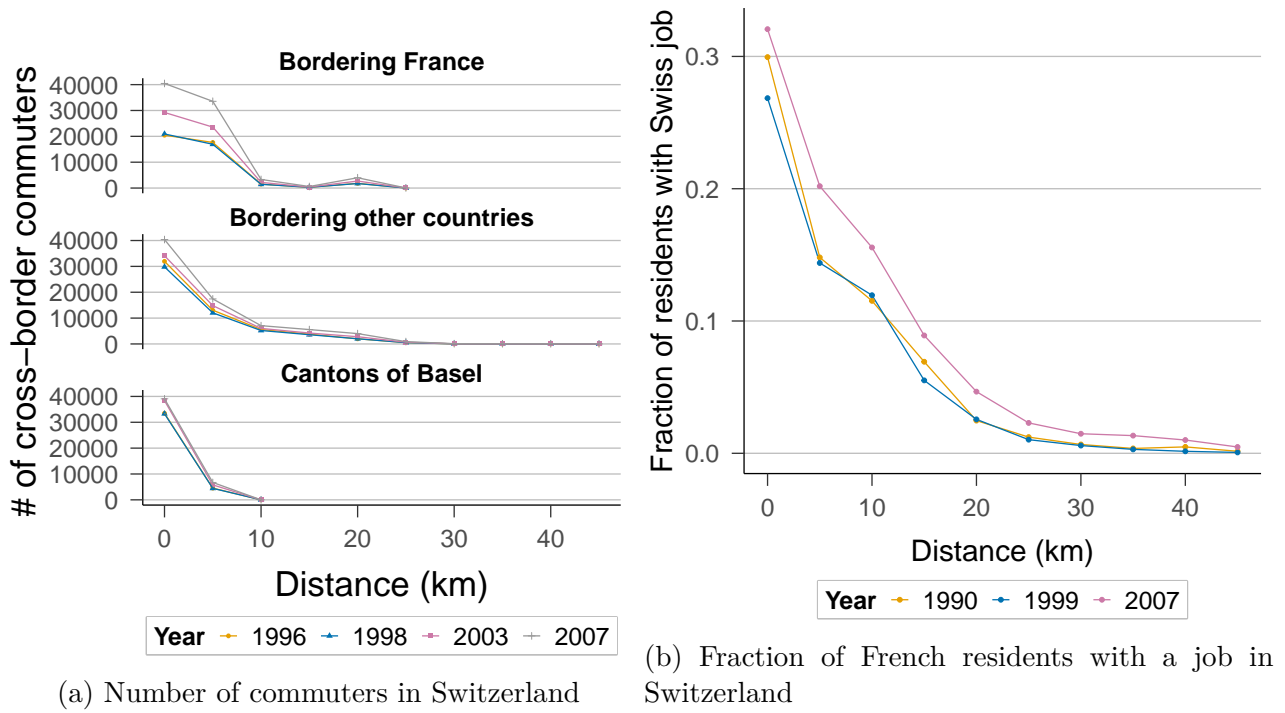 # of cross−border commuters
Bordering France
40000
30000
20000
10000
0
Bordering other countries
40000
30000
20000
10000
0
Cantons of Basel
40000
30000
20000
10000
0
0 10 20 30 40
Distance (km)
Year 1996 1998 2003 2007
(a) Number of commuters in Switzerland
Fraction of residents with Swiss job
0.3
0.2
0.1
0.0
0 10 20 30 40
Distance (km)
Year 1990 1999 2007
(b) Fraction of French residents with a job in
Switzerland